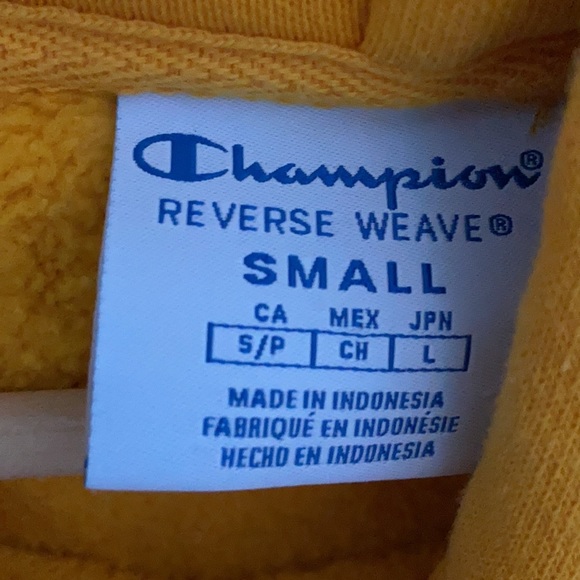 Champion®
REVERSE WEAVE®
SMALL
CA MEX JPN
S/P CH L
MADE IN INDONESIA
FABRIQUÉ EN INDONÉSIE
HECHO EN INDONESIA